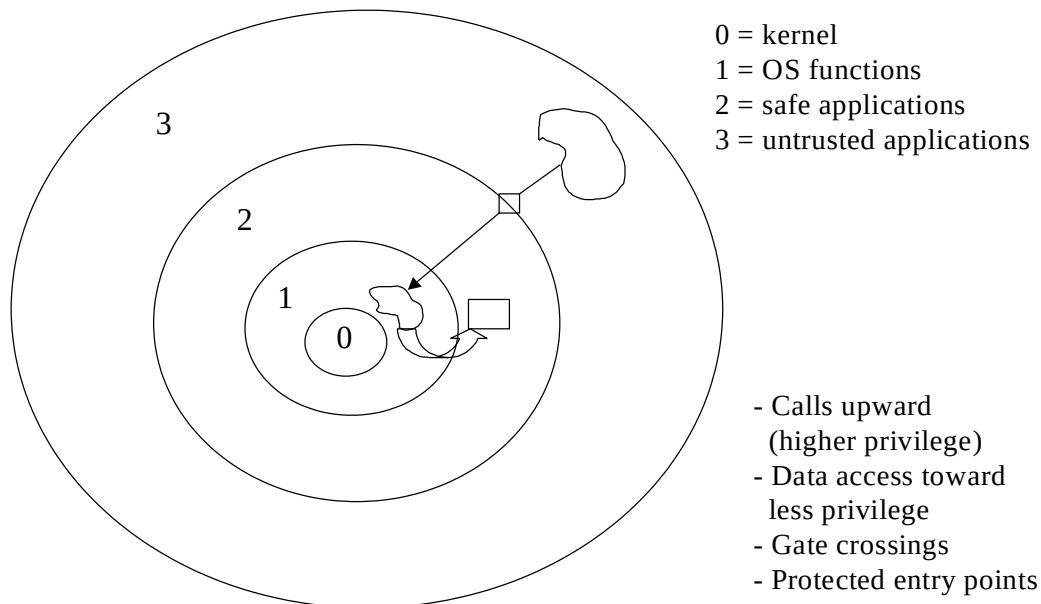 0 = kernel
1 = OS functions
2 = safe applications
3 = untrusted applications
3
2
1
0
- Calls upward
(higher privilege)
- Data access toward
less privilege
- Gate crossings
- Protected entry points